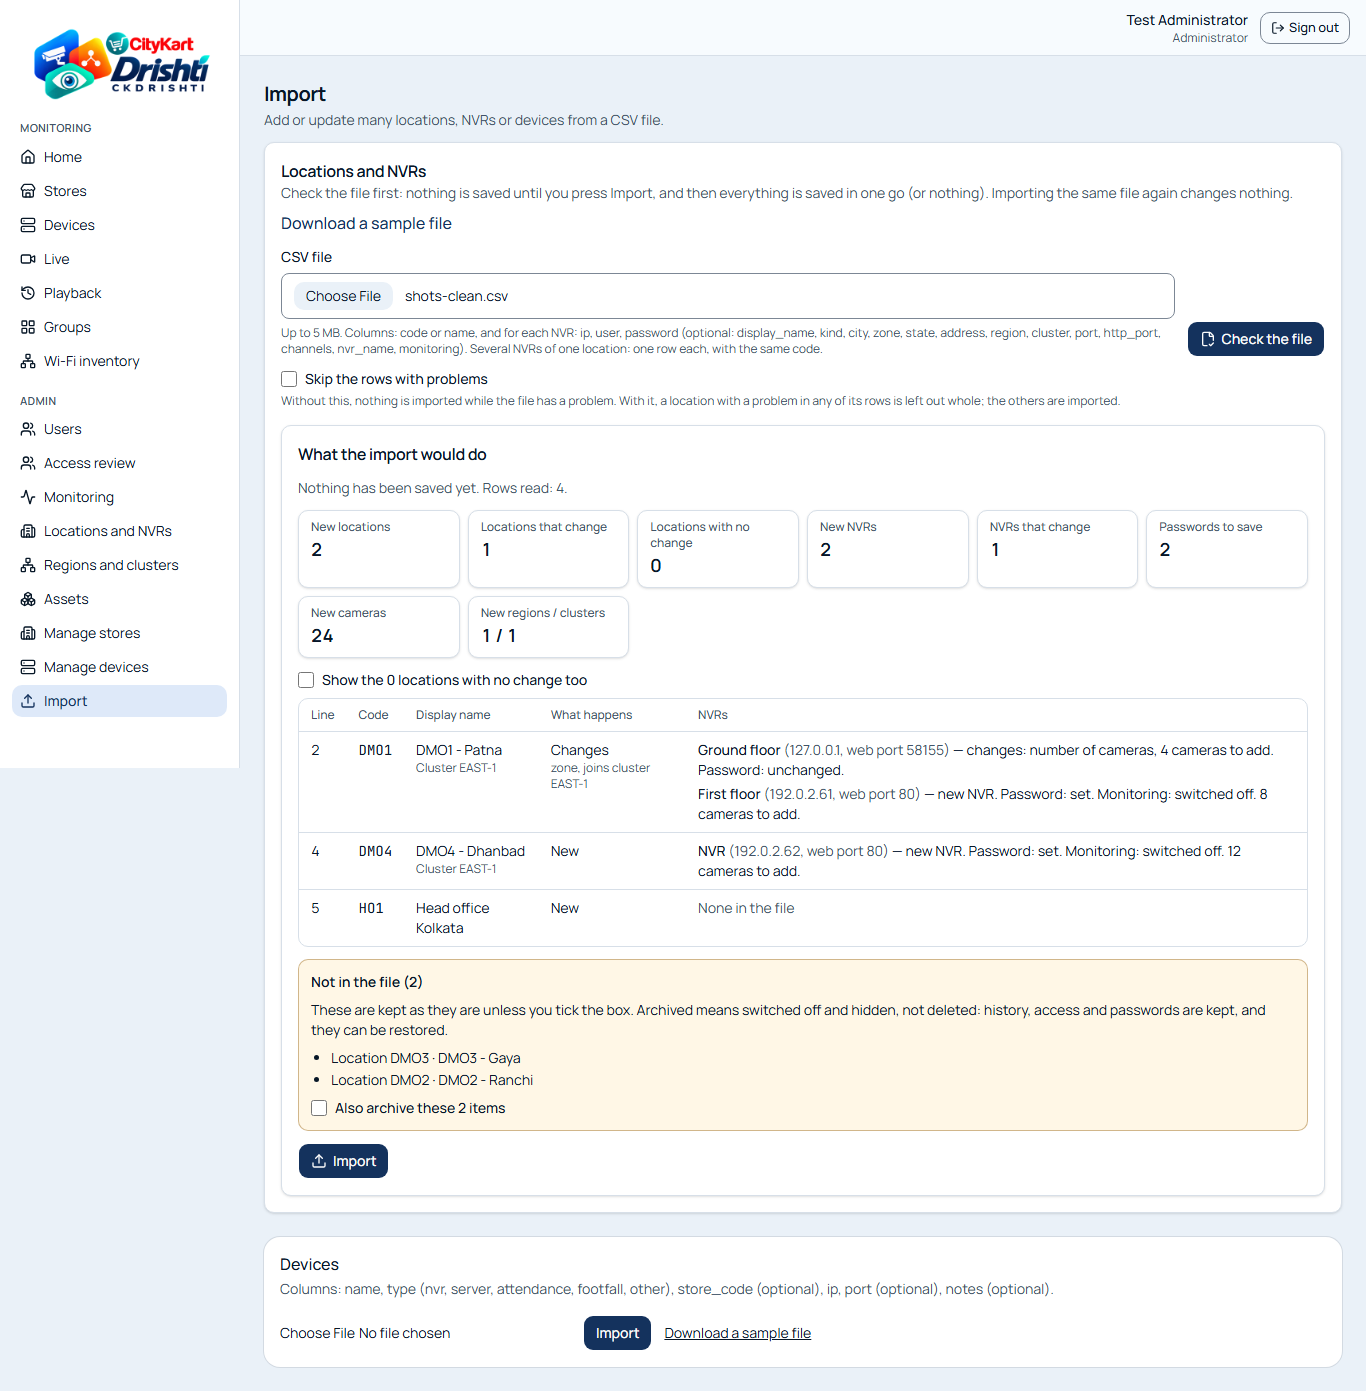 CityKart
Drishti
CKDRISHTI
Test Administrator
Administrator
Sign out
MONITORING
Home
Stores
Devices
Live
Playback
Groups
Wi-Fi inventory
ADMIN
Users
Access review
Monitoring
Locations and NVRs
Regions and clusters
Assets
Manage stores
Manage devices
Import
Import
Add or update many locations, NVRs or devices from a CSV file.
Locations and NVRs
Check the file first: nothing is saved until you press Import, and then everything is saved in one go (or nothing). Importing the same file again changes nothing.
Download a sample file
CSV file
Choose File shots-clean.csv
Up to 5 MB. Columns: code or name, and for each NVR: ip, user, password (optional: display_name, kind, city, zone, state, address, region, cluster, port, http_port,
channels, nvr_name, monitoring). Several NVRs of one location: one row each, with the same code.
Check the file
Skip the rows with problems
Without this, nothing is imported while the file has a problem. With it, a location with a problem in any of its rows is left out whole; the others are imported.
What the import would do
Nothing has been saved yet. Rows read: 4.
New locations
2
Locations that change
1
Locations with no
change
0
New NVRs
2
NVRs that change
1
Passwords to save
2
New cameras
24
New regions / clusters
1 / 1
Show the 0 locations with no change too
Line Code Display name What happens NVRs
2 DM01 DM01 - Patna Changes Ground floor (127.0.0.1, web port 58155) — changes: number of cameras, 4 cameras to add.
Cluster EAST-1 zone, joins cluster Password: unchanged.
EAST-1 First floor (192.0.2.61, web port 80) — new NVR. Password: set. Monitoring: switched off. 8
cameras to add.
4 DM04 DM04 - Dhanbad New NVR (192.0.2.62, web port 80) — new NVR. Password: set. Monitoring: switched off. 12
Cluster EAST-1 cameras to add.
5 HO1 Head office New None in the file
Kolkata
Not in the file (2)
These are kept as they are unless you tick the box. Archived means switched off and hidden, not deleted: history, access and passwords are kept, and
they can be restored.
• Location DM03 · DM03 - Gaya
• Location DM02 · DM02 - Ranchi
Also archive these 2 items
Import
Devices
Columns: name, type (nvr, server, attendance, footfall, other), store_code (optional), ip, port (optional), notes (optional).
Choose File No file chosen Import Download a sample file